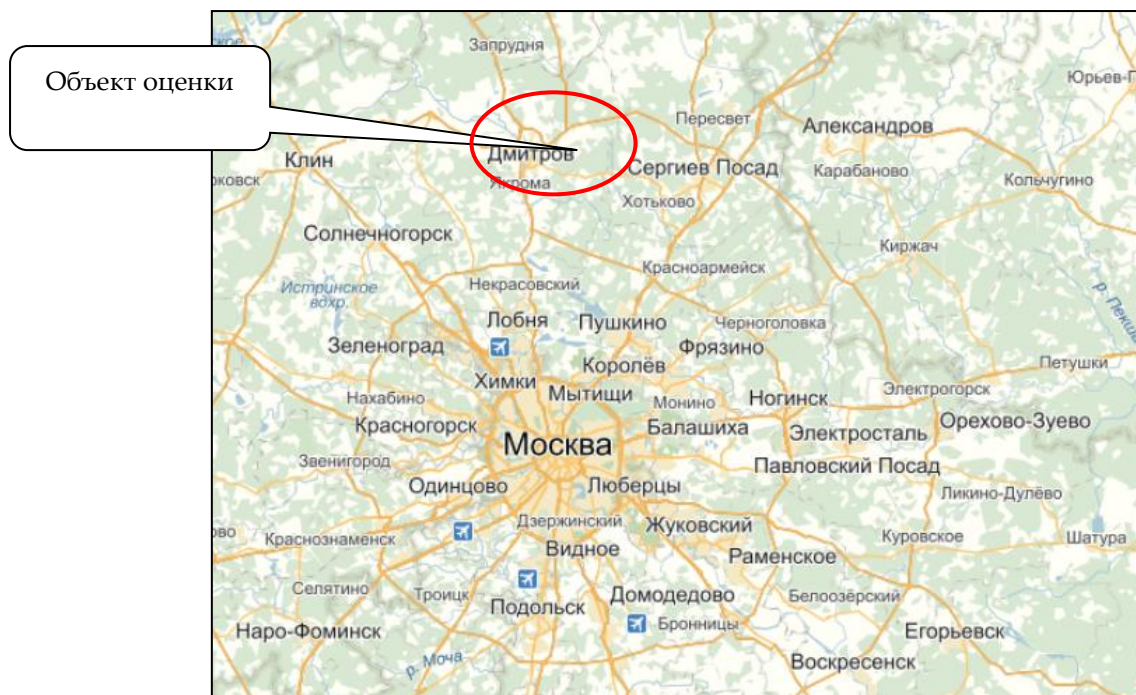 Объект оценки
Запрудня
Юрьев-П
Пересвет
Александров
Дмитров
Клин
Сергиев Посад
Карабаново
Кольчугино
Яхрома
Хотьково
Солнечногорск
Киржач
Красноармейск
Истринское
вдхр.
Некрасовский
р. Пекша
Лобня
Пушкино
Черноголовка
Зеленоград
Фрязино
Королёв
Петушки
Химки
Мытищи
Электрогорск
Нахабино
Монино
Ногинск
Красногорск
Балашиха
Электросталь
Орехово-Зуево
Москва
Звенигород
Павловский Посад
Одинцово
Люберцы
Ликино-Дулёво
Дзержинский
Жуковский
Краснознаменск
Видное
Куровское
Шатура
Раменское
Селятино
Троицк
Подольск
Домодедово
Белоозёрский
Наро-Фоминск
Бронницы
Егорьевск
р. Моча
Воскресенск